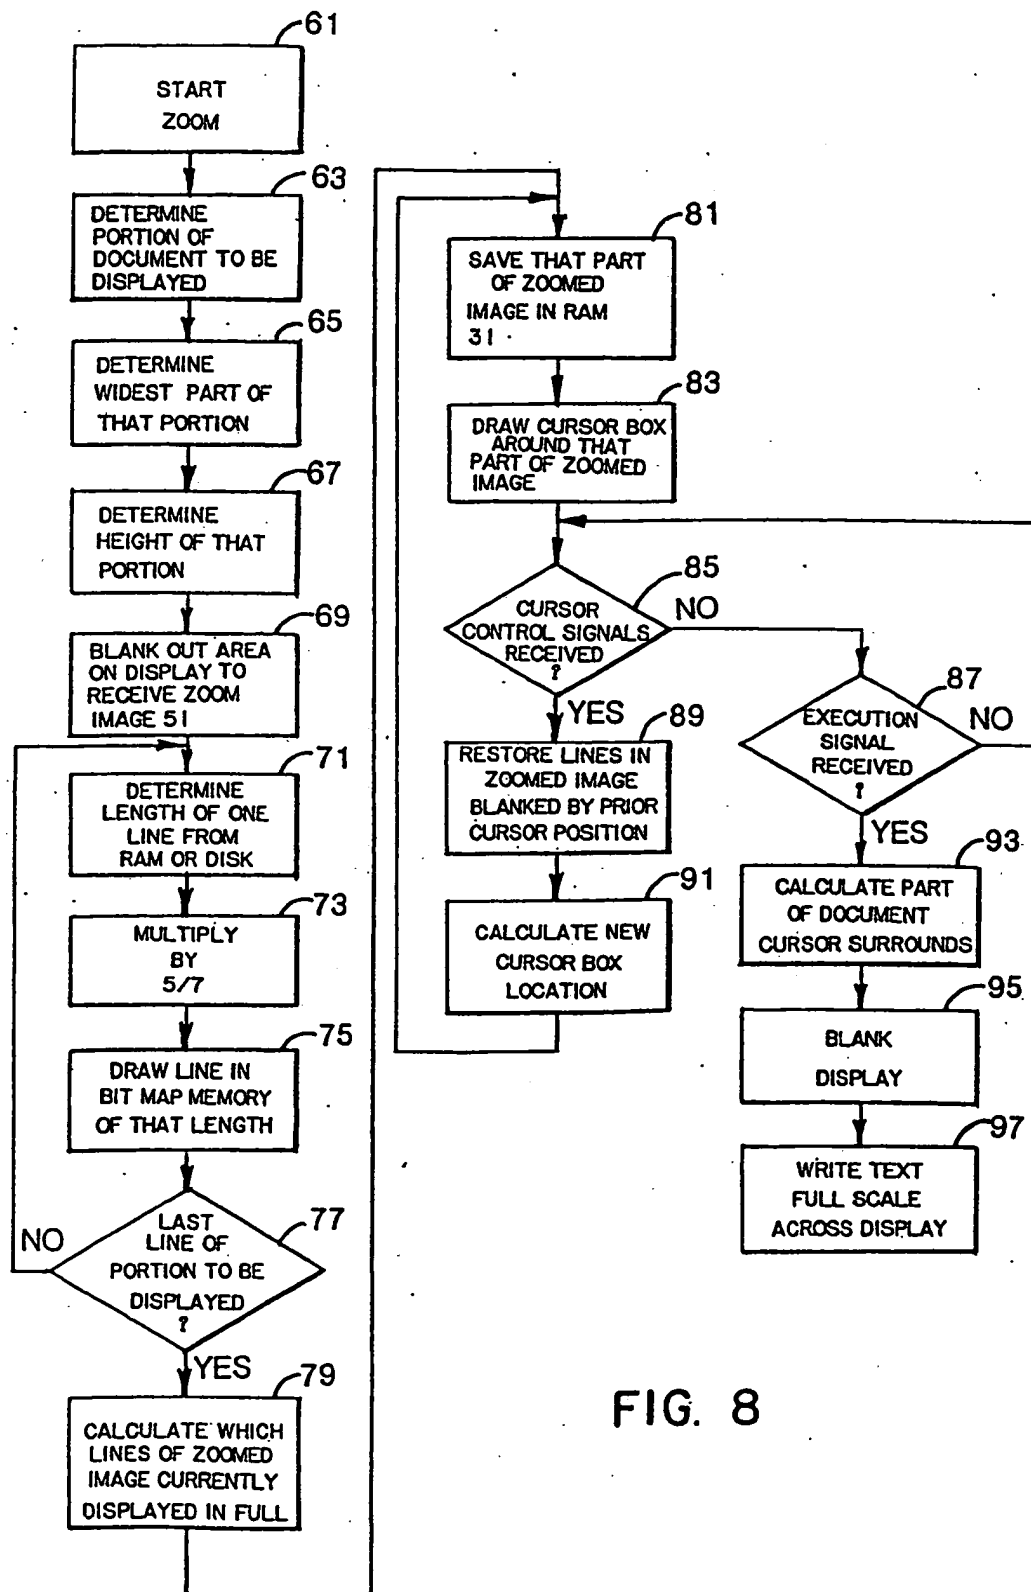 61
START
ZOOM
63
DETERMINE
PORTION OF
DOCUMENT TO BE
DISPLAYED
65
DETERMINE
WIDEST PART OF
THAT PORTION
67
DETERMINE
HEIGHT OF THAT
PORTION
69
BLANK OUT AREA
ON DISPLAY TO
RECEIVE ZOOM
IMAGE 51
71
DETERMINE
LENGTH OF ONE
LINE FROM
RAM OR DISK
73
MULTIPLY
BY
5/7
75
DRAW LINE IN
BIT MAP MEMORY
OF THAT LENGTH
77
LAST
LINE OF
PORTION TO BE
DISPLAYED
?
NO
YES
79
CALCULATE WHICH
LINES OF ZOOMED
IMAGE CURRENTLY
DISPLAYED IN FULL
81
SAVE THAT PART
OF ZOOMED
IMAGE IN RAM
31
83
DRAW CURSOR BOX
AROUND THAT
PART OF ZOOMED
IMAGE
85
CURSOR
CONTROL SIGNALS
RECEIVED
?
NO
YES
89
RESTORE LINES IN
ZOOMED IMAGE
BLANKED BY PRIOR
CURSOR POSITION
91
CALCULATE NEW
CURSOR BOX
LOCATION
87
EXECUTION
SIGNAL
RECEIVED
?
NO
YES
93
CALCULATE PART
OF DOCUMENT
CURSOR SURROUNDS
95
BLANK
DISPLAY
97
WRITE TEXT
FULL SCALE
ACROSS DISPLAY
FIG. 8